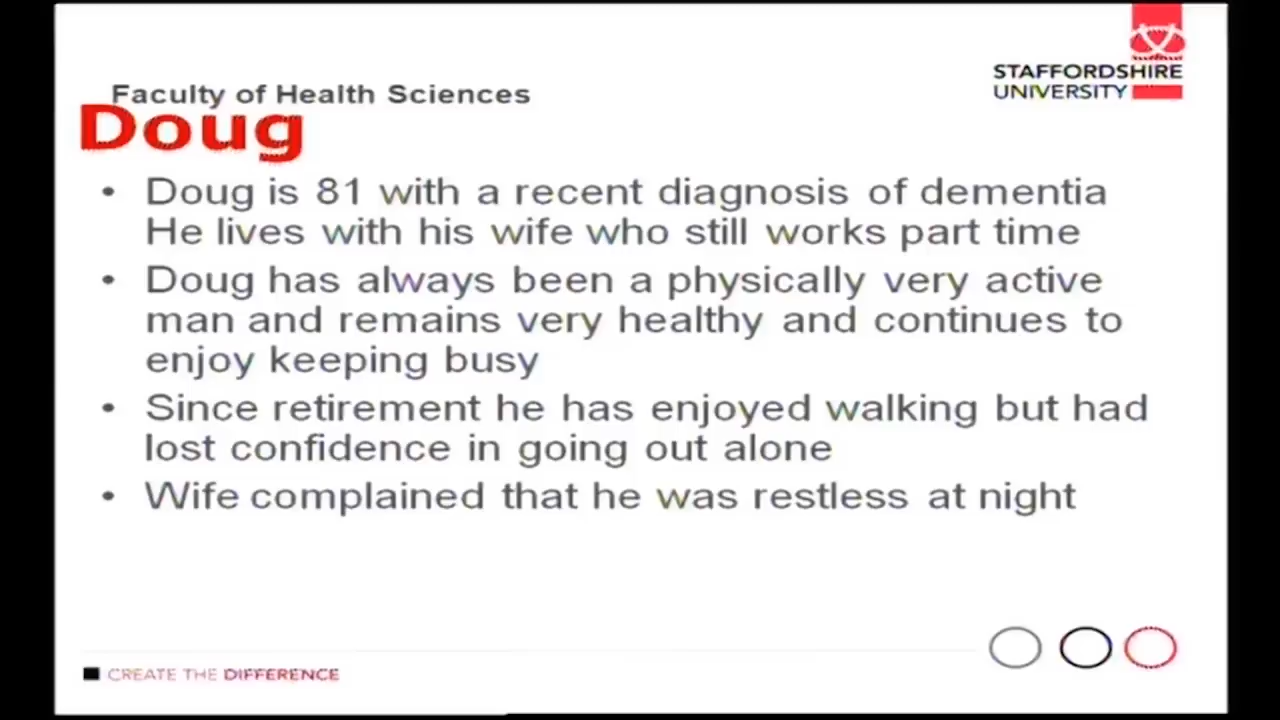 STAFFORDSHIRE
UNIVERSITY
Faculty of Health Sciences
Doug
• Doug is 81 with a recent diagnosis of dementia
He lives with his wife who still works part time
• Doug has always been a physically very active
man and remains very healthy and continues to
enjoy keeping busy
• Since retirement he has enjoyed walking but had
lost confidence in going out alone
• Wife complained that he was restless at night
CREATE THE DIFFERENCE